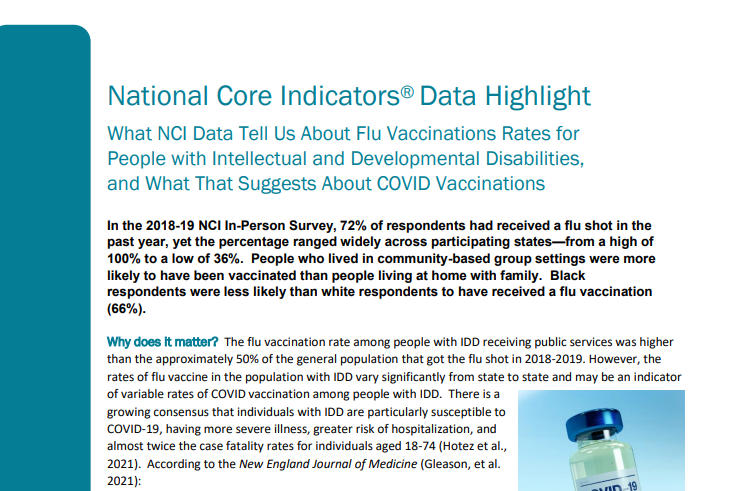 National Core Indicators® Data Highlight
What NCI Data Tell Us About Flu Vaccinations Rates for
People with Intellectual and Developmental Disabilities,
and What That Suggests About COVID Vaccinations
In the 2018-19 NCI In-Person Survey, 72% of respondents had received a flu shot in the
past year, yet the percentage ranged widely across participating states—from a high of
100% to a low of 36%.  People who lived in community-based group settings were more
likely to have been vaccinated than people living at home with family.  Black
respondents were less likely than white respondents to have received a flu vaccination
(66%).
Why does it matter?  The flu vaccination rate among people with IDD receiving public services was higher
than the approximately 50% of the general population that got the flu shot in 2018-2019. However, the
rates of flu vaccine in the population with IDD vary significantly from state to state and may be an indicator
of variable rates of COVID vaccination among people with IDD.  There is a
growing consensus that individuals with IDD are particularly susceptible to
COVID-19, having more severe illness, greater risk of hospitalization, and
almost twice the case fatality rates for individuals aged 18-74 (Hotez et al.,
2021).  According to the New England Journal of Medicine (Gleason, et al.
2021):
COVID-19